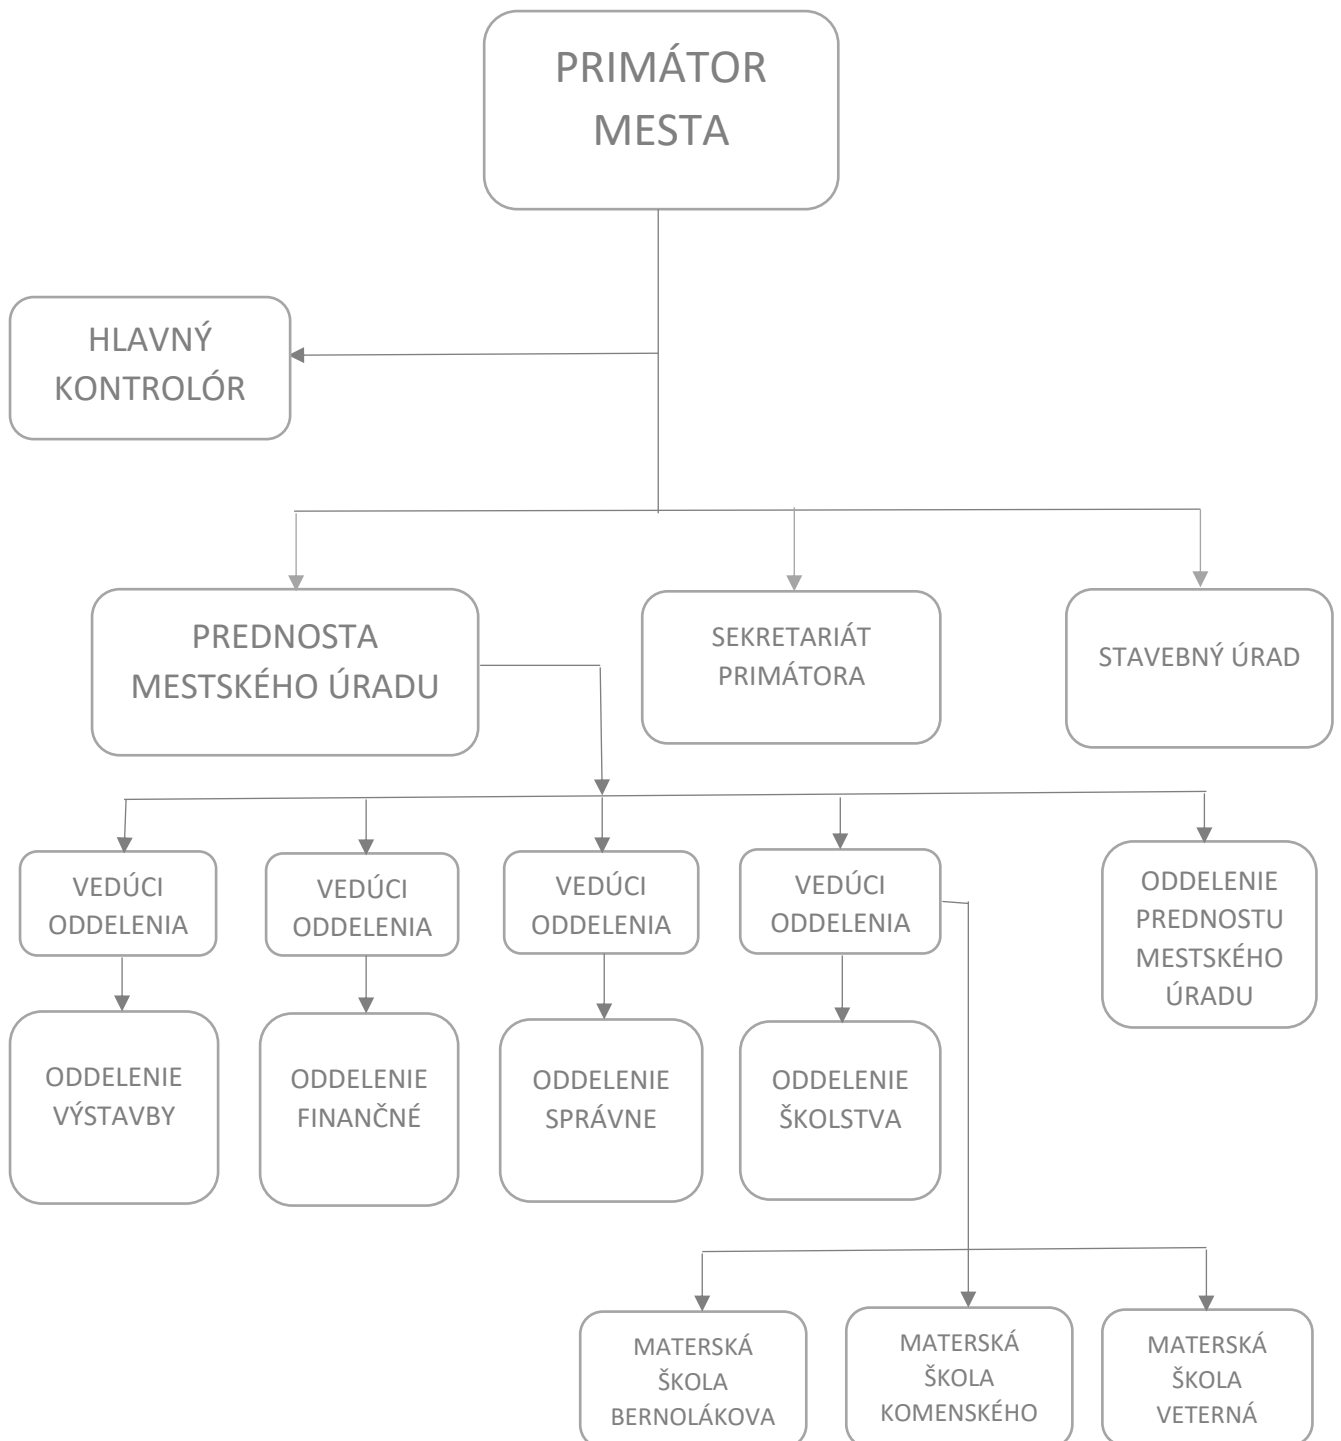 PRIMÁTOR
MESTA
HLAVNÝ
KONTROLÓR
PREDNOSTA
MESTSKÉHO ÚRADU
SEKRETARIÁT
PRIMÁTORA
STAVEBNÝ ÚRAD
VEDÚCI
ODDELENIA
VEDÚCI
ODDELENIA
VEDÚCI
ODDELENIA
VEDÚCI
ODDELENIA
ODDELENIE
PREDNOSTU
MESTSKÉHO
ÚRADU
ODDELENIE
VÝSTAVBY
ODDELENIE
FINANČNÉ
ODDELENIE
SPRÁVNE
ODDELENIE
ŠKOLSTVA
MATERSKÁ
ŠKOLA
BERNOLÁKOVA
MATERSKÁ
ŠKOLA
KOMENSKÉHO
MATERSKÁ
ŠKOLA
VETERNÁ